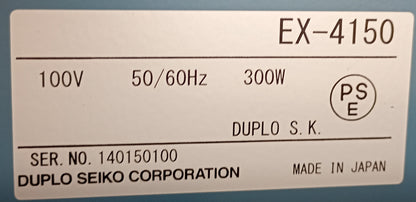 EX-4150
100V 50/60Hz 300W
PS
E
DUPLO S.K.
SER. NO. 140150100
DUPLO SEIKO CORPORATION MADE IN JAPAN